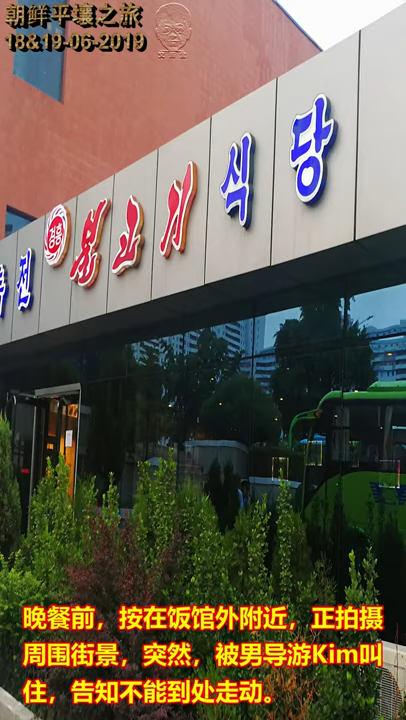 朝鲜平壤之旅
18&19-06-2019
전 불고기 식당
晚餐前，按在饭馆外附近，正拍摄
周围街景，突然，被男导游Kim叫
住，告知不能到处走动。